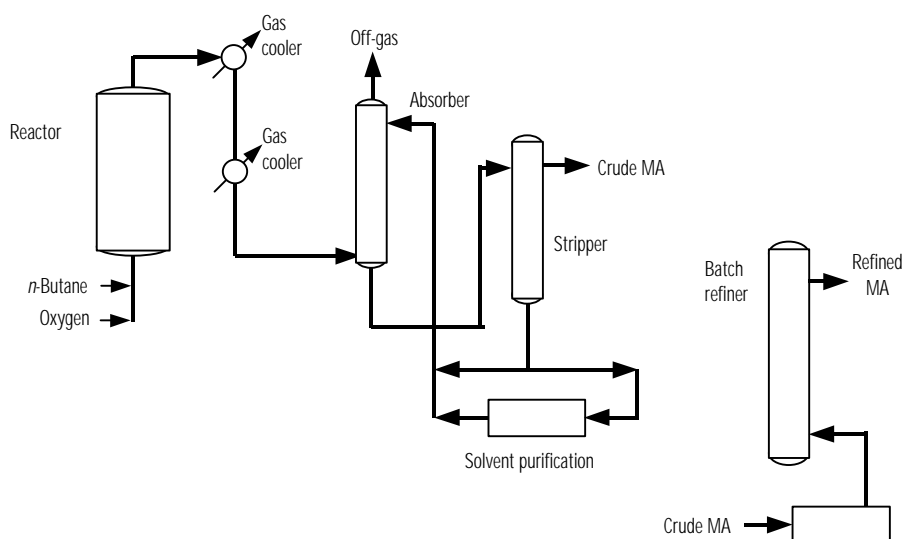 Gas
cooler
Off-gas
Absorber
Reactor
Gas
cooler
Crude MA
Stripper
Batch
refiner
Refined
MA
n-Butane
Oxygen
Solvent purification
Crude MA